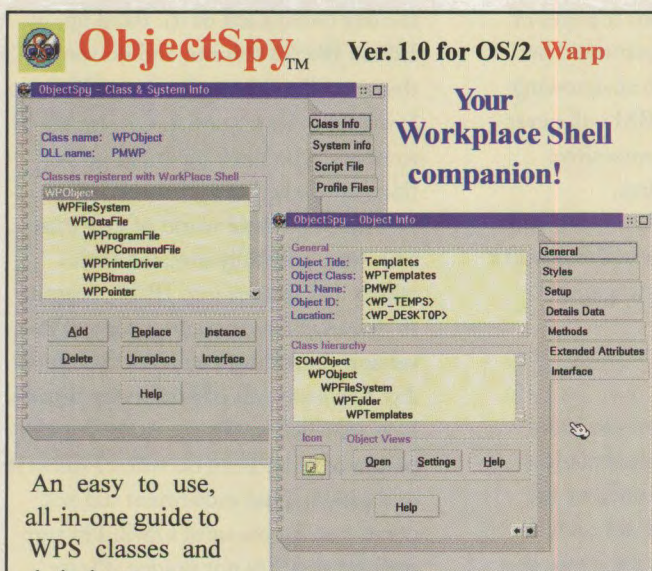 ObjectSpy™ Ver. 1.0 for OS/2 Warp
Your
Workplace Shell
companion!
ObjectSpy - Class & System Info
Class name: WPObject
DLL name: PMWP
Classes registered with WorkPlace Shell
WPObject
WPFileSystem
WPDataFile
WPProgramFile
WPCommandFile
WPPrinterDriver
WPBitmap
WPPointer
Add Replace Instance
Delete Unreplace Interface
Help
Class Info
System info
Script File
Profile Files
ObjectSpy - Object Info
General
Object Title: Templates
Object Class: WPTemplates
DLL Name: PMWP
Object ID: <WP_TEMPS>
Location: <WP_DESKTOP>
Class hierarchy
SOMObject
WPObject
WPFileSystem
WPFolder
WPTemplates
Icon Object Views
Open Settings Help
Help
General
Styles
Setup
Details Data
Methods
Extended Attributes
Interface
An easy to use,
all-in-one guide to
WPS classes and